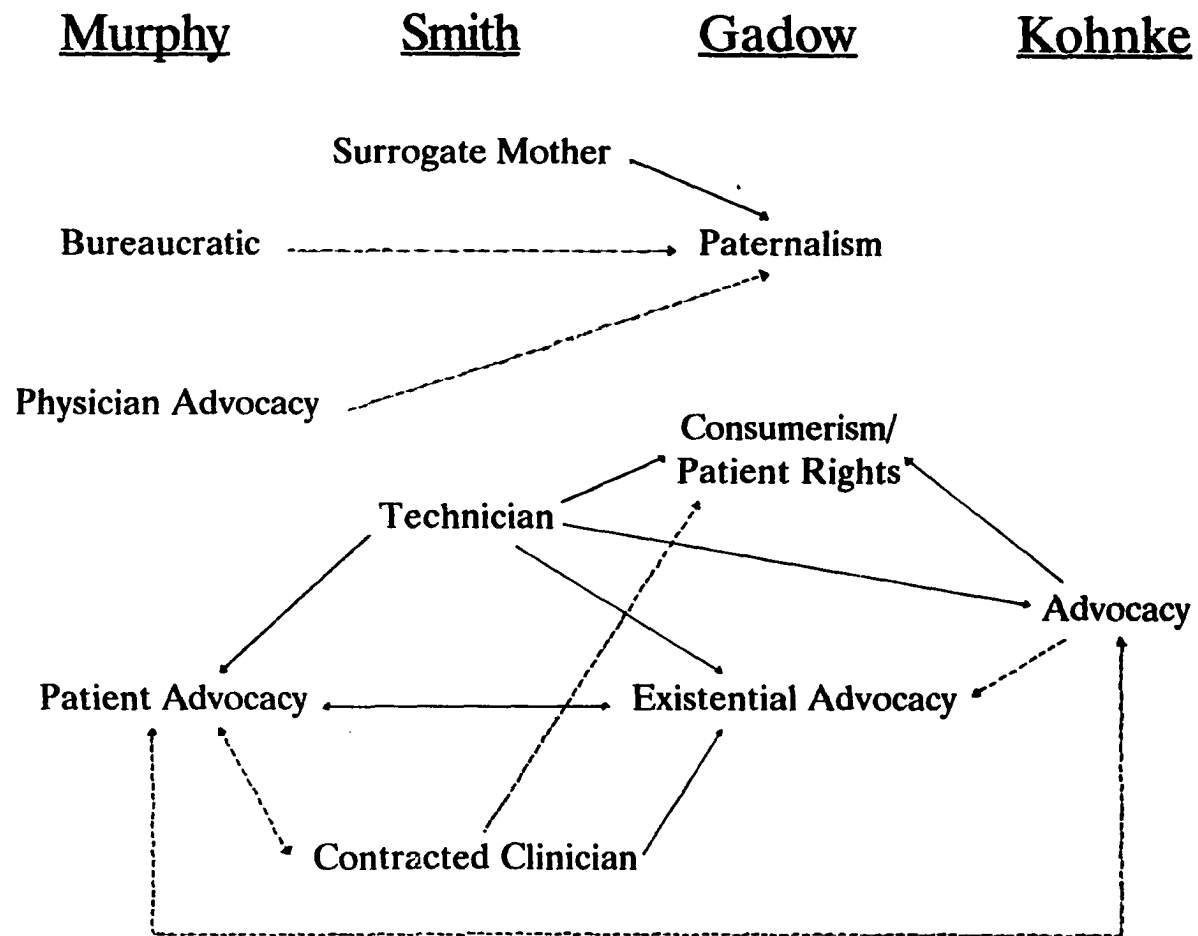 Murphy Smith Gadow Kohnke
Surrogate Mother
Bureaucratic Paternalism
Physician Advocacy
Consumerism/
Patient Rights
Technician
Advocacy
Patient Advocacy Existential Advocacy
Contracted Clinician